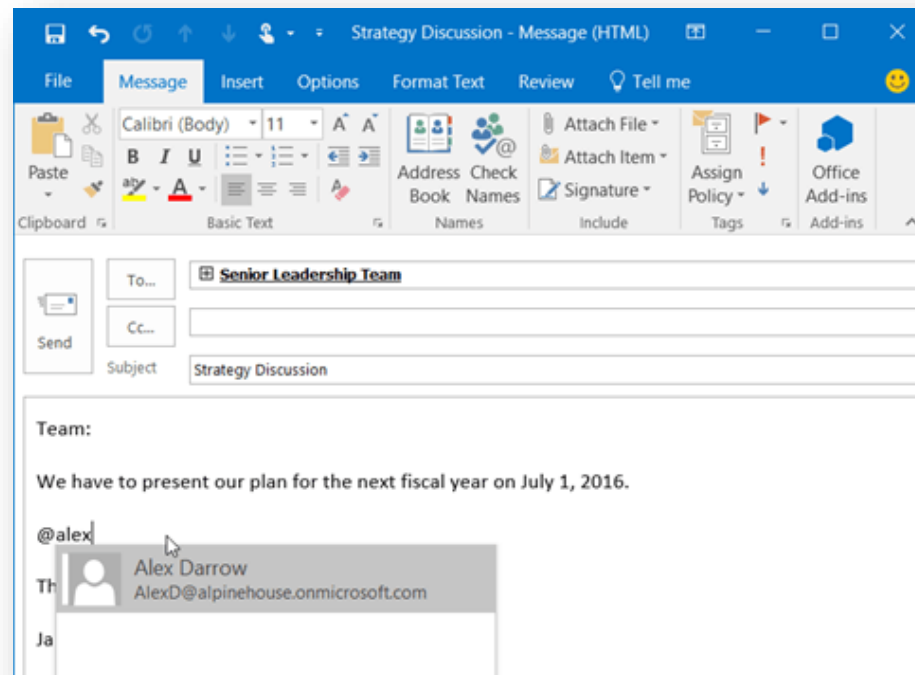 Strategy Discussion - Message (HTML)
File Message Insert Options Format Text Review Tell me
Calibri (Body) 11 A A
B I U
Paste
Address Book
Check Names
Attach File
Attach Item
Signature
Assign Policy
Office Add-ins
aby A
Clipboard Basic Text Names Include Tags Add-ins
To... Senior Leadership Team
Cc...
Send
Subject Strategy Discussion
Team:
We have to present our plan for the next fiscal year on July 1, 2016.
@alex
Alex Darrow
Th AlexD@alpinehouse.onmicrosoft.com
Ja